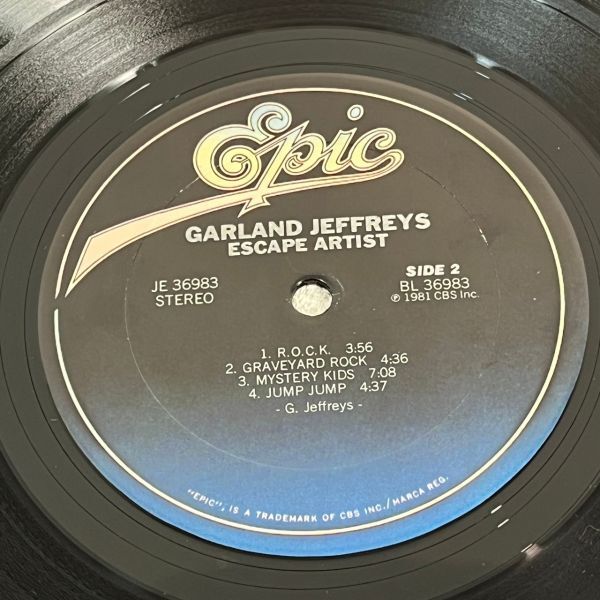 Epic
GARLAND JEFFREYS
ESCAPE ARTIST
JE 36983
STEREO
SIDE 2
BL 36983
℗ 1981 CBS Inc.
1. R.O.C.K. 3:56
2. GRAVEYARD ROCK 4:36
3. MYSTERY KIDS 7:08
4. JUMP JUMP 4:37
- G. Jeffreys -
"EPIC", IS A TRADEMARK OF CBS INC./MARCA REG.